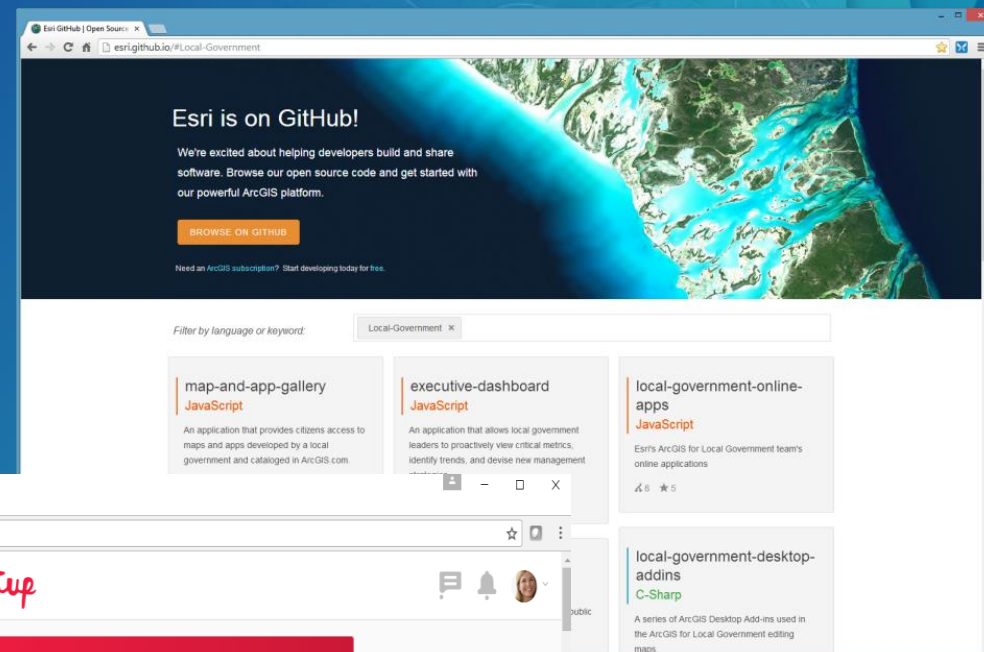 Esri GitHub | Open Source
esri.github.io/#Local-Government
Esri is on GitHub!
We're excited about helping developers build and share
software. Browse our open source code and get started with
our powerful ArcGIS platform.
BROWSE ON GITHUB
Need an ArcGIS subscription? Start developing today for free.
Filter by language or keyword:
Local-Government ×
map-and-app-gallery
JavaScript
An application that provides citizens access to
maps and apps developed by a local
government and cataloged in ArcGIS.com.
executive-dashboard
JavaScript
An application that allows local government
leaders to proactively view critical metrics,
identify trends, and devise new management
local-government-online-
apps
JavaScript
Esri's ArcGIS for Local Government team's
online applications
6 5
local-government-desktop-
addins
C-Sharp
A series of ArcGIS Desktop Add-ins used in
the ArcGIS for Local Government editing
maps.
public